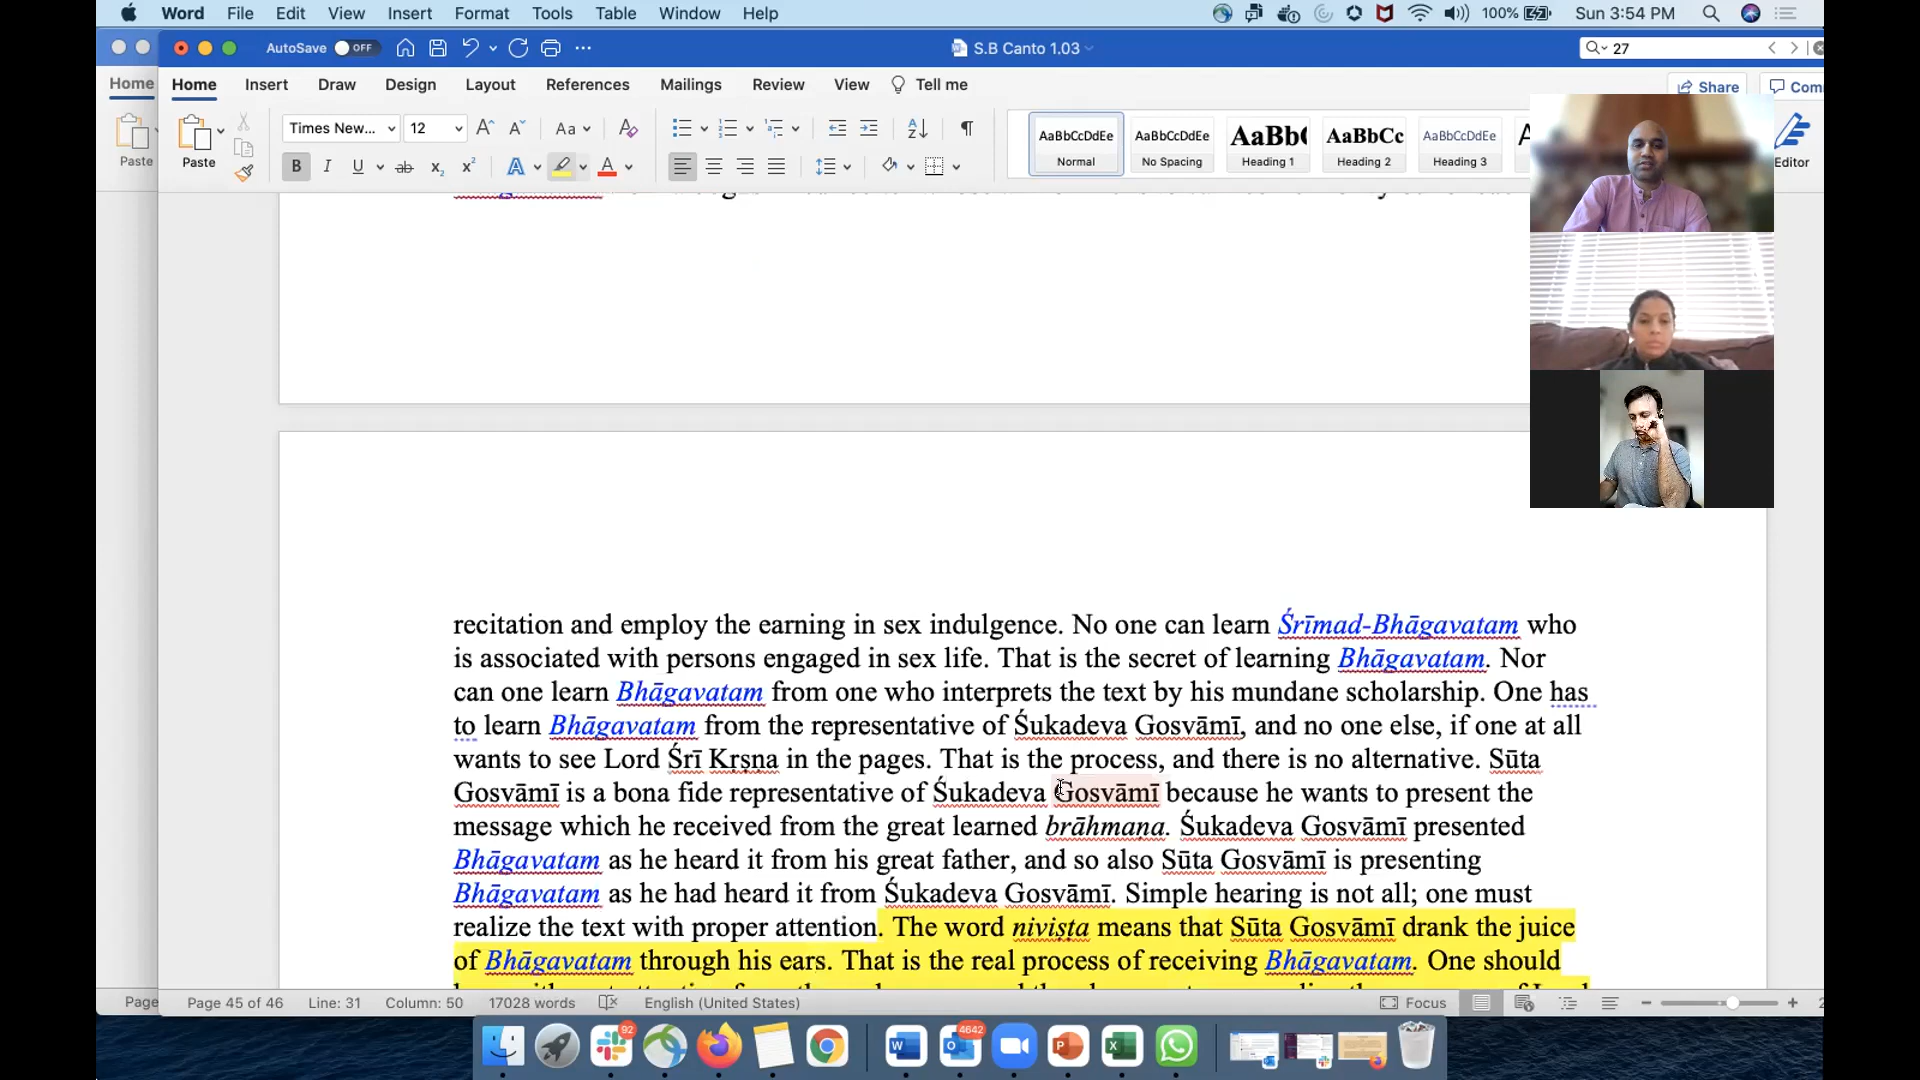 Word File Edit View Insert Format Tools Table Window Help 100% Sun 3:54 PM
AutoSave OFF S.B Canto 1.03 27
Home Home Insert Draw Design Layout References Mailings Review View Tell me Share Com
Paste Paste Times New... 12 Aa AaBbCcDdEe AaBbCcDdEe AaBb( AaBbCc AaBbCcDdEe Editor
B I U ab x₂ x² A A Normal No Spacing Heading 1 Heading 2 Heading 3
recitation and employ the earning in sex indulgence. No one can learn Śrīmad-Bhāgavatam who
is associated with persons engaged in sex life. That is the secret of learning Bhāgavatam. Nor
can one learn Bhāgavatam from one who interprets the text by his mundane scholarship. One has
to learn Bhāgavatam from the representative of Śukadeva Gosvāmī, and no one else, if one at all
wants to see Lord Śrī Kṛṣṇa in the pages. That is the process, and there is no alternative. Sūta
Gosvāmī is a bona fide representative of Śukadeva Gosvāmī because he wants to present the
message which he received from the great learned brāhmaṇa. Śukadeva Gosvāmī presented
Bhāgavatam as he heard it from his great father, and so also Sūta Gosvāmī is presenting
Bhāgavatam as he had heard it from Śukadeva Gosvāmī. Simple hearing is not all; one must
realize the text with proper attention. The word niviṣṭa means that Sūta Gosvāmī drank the juice
of Bhāgavatam through his ears. That is the real process of receiving Bhāgavatam. One should
Page Page 45 of 46 Line: 31 Column: 50 17028 words English (United States) Focus
92 4642